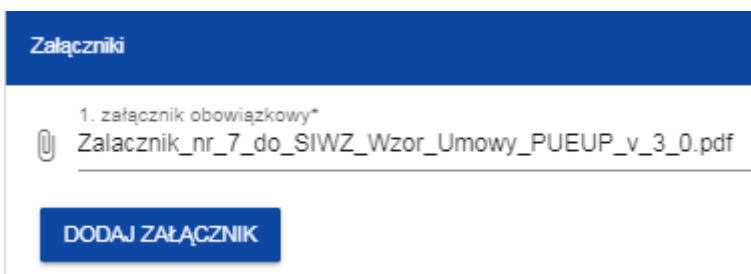 Załączniki
1. załącznik obowiązkowy*
Zalacznik_nr_7_do_SIWZ_Wzor_Umowy_PUEUP_v_3_0.pdf
DODAJ ZAŁĄCZNIK